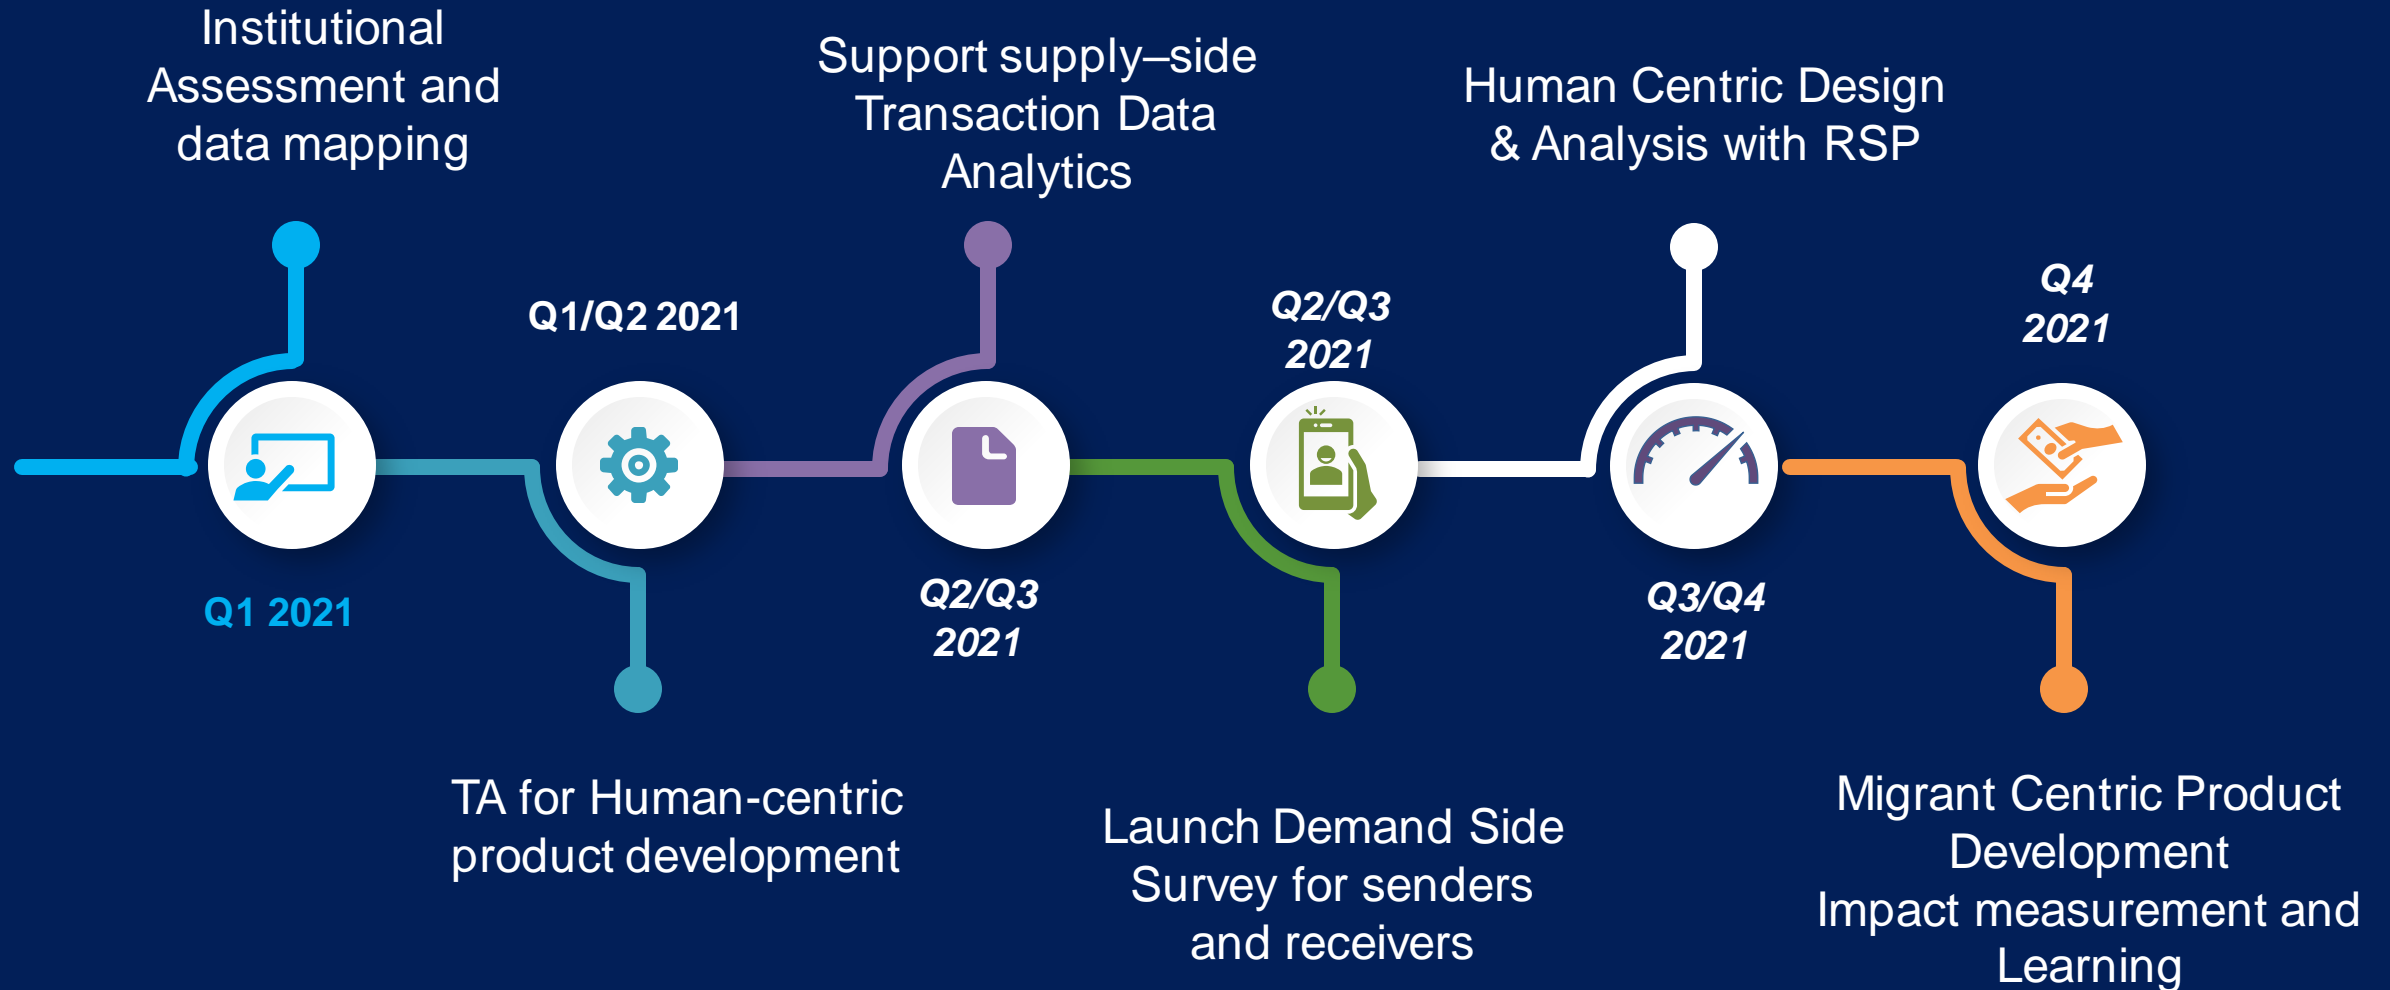 Institutional
Assessment and
data mapping
Q1 2021
Q1/Q2 2021
TA for Human-centric
product development
Support supply–side
Transaction Data
Analytics
Q2/Q3
2021
Q2/Q3
2021
Launch Demand Side
Survey for senders
and receivers
Human Centric Design
& Analysis with RSP
Q3/Q4
2021
Q4
2021
Migrant Centric Product
Development
Impact measurement and
Learning